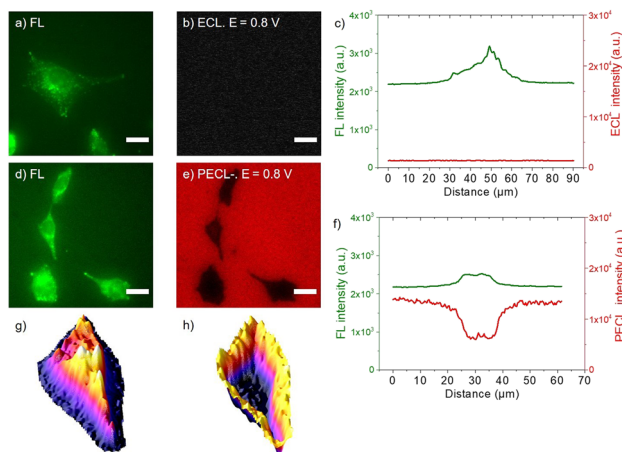 a) FL
b) ECL. E = 0.8 V
c)
FL intensity (a.u.)
4x10³
3x10³
2x10³
1x10³
0
ECL intensity (a.u.)
3x10⁴
2x10⁴
1x10⁴
0
0 10 20 30 40 50 60 70 80 90
Distance (µm)
d) FL
e) PECL-. E = 0.8 V
f)
FL intensity (a.u.)
4x10³
3x10³
2x10³
1x10³
0
PECL intensity (a.u.)
3x10⁴
2x10⁴
1x10⁴
0
0 10 20 30 40 50 60 70
Distance (µm)
g)
h)